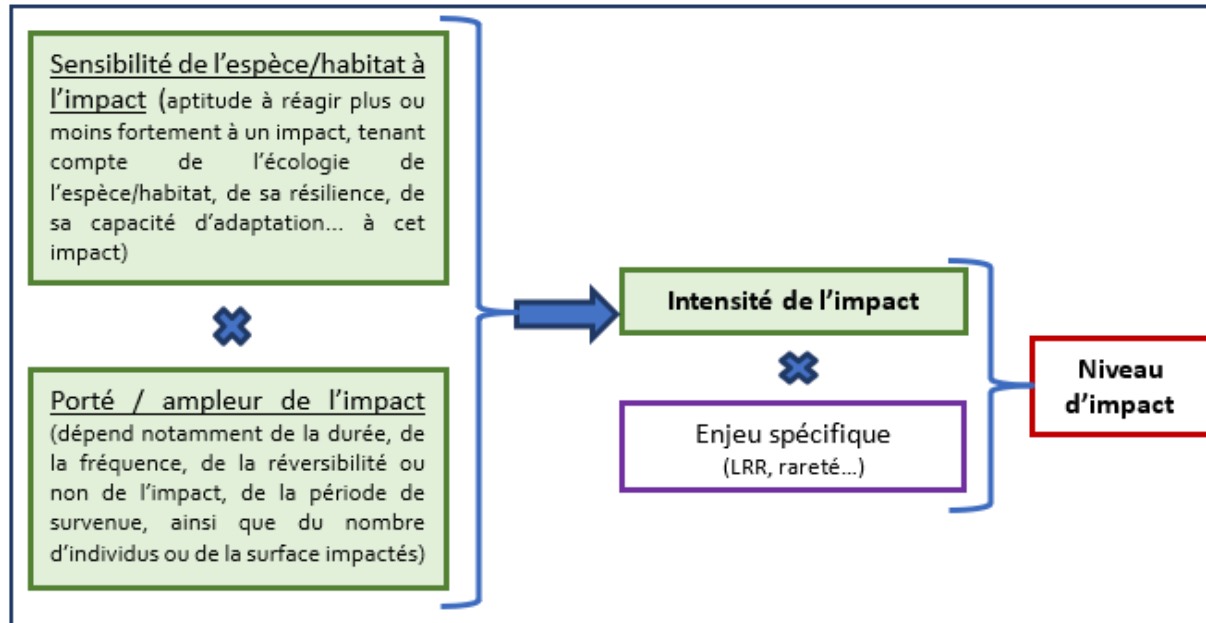 Sensibilité de l’espèce/habitat à
l’impact (aptitude à réagir plus ou
moins fortement à un impact, tenant
compte de l’écologie de
l’espèce/habitat, de sa résilience, de
sa capacité d’adaptation... à cet
impact)
Porté / ampleur de l’impact
(dépend notamment de la durée, de
la fréquence, de la réversibilité ou
non de l’impact, de la période de
survenue, ainsi que du nombre
d’individus ou de la surface impactés)
Intensité de l’impact
Enjeu spécifique
(LRR, rareté...)
Niveau
d’impact